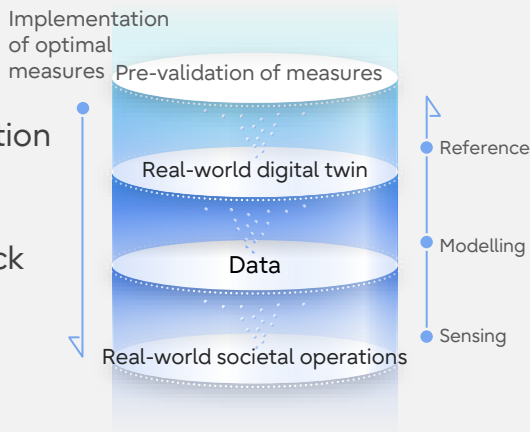 Implementation
of optimal
measures
Pre-validation of measures
Reference
Real-world digital twin
Modelling
Data
Sensing
Real-world societal operations